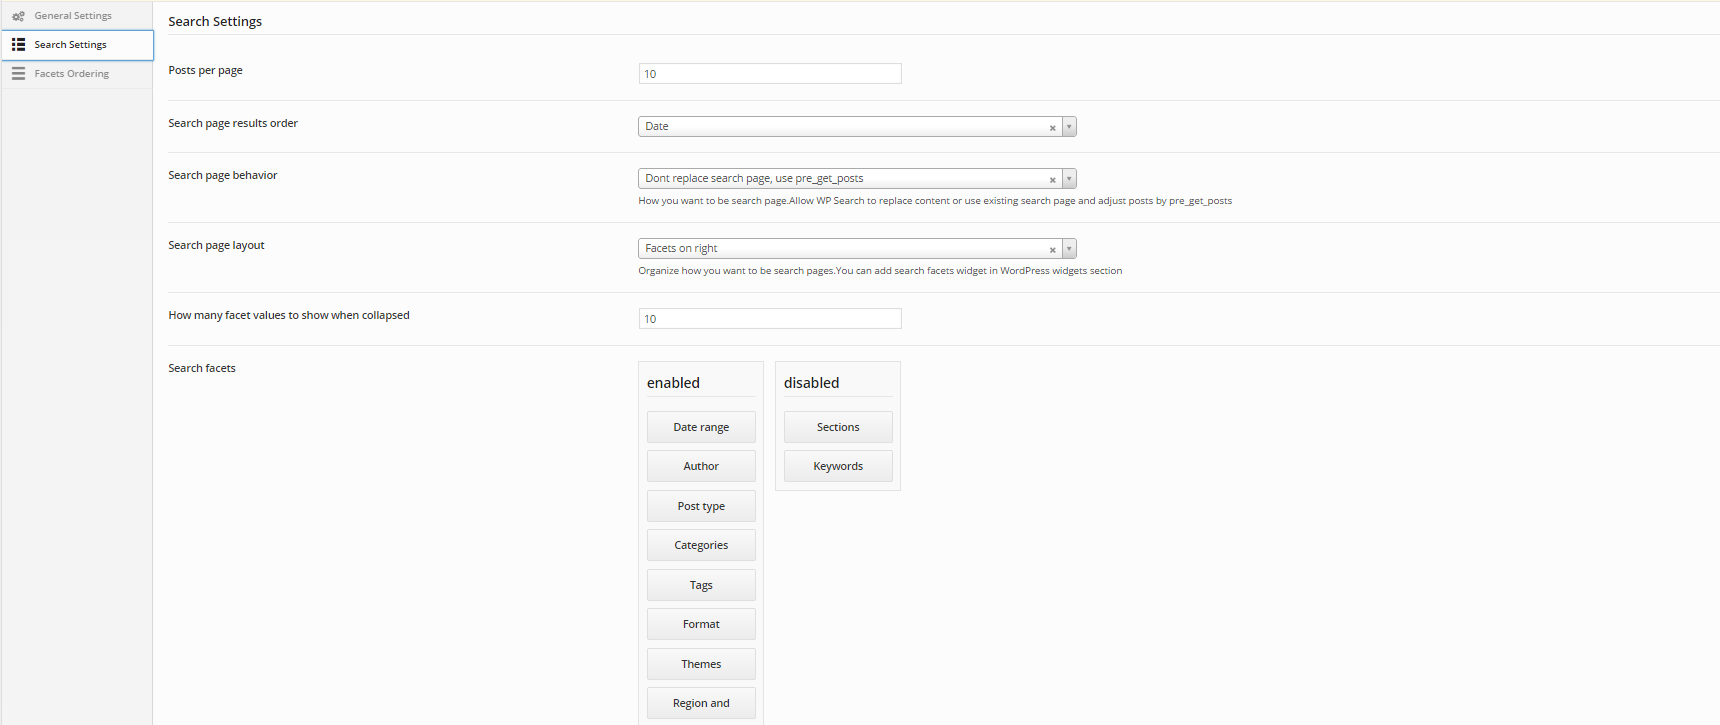 General Settings
Search Settings
Facets Ordering
Search Settings
Posts per page
10
Search page results order
Date
Search page behavior
Dont replace search page, use pre_get_posts
How you want to be search page.Allow WP Search to replace content or use existing search page and adjust posts by pre_get_posts
Search page layout
Facets on right
Organize how you want to be search pages.You can add search facets widget in WordPress widgets section
How many facet values to show when collapsed
10
Search facets
enabled
Date range
Author
Post type
Categories
Tags
Format
Themes
Region and
disabled
Sections
Keywords